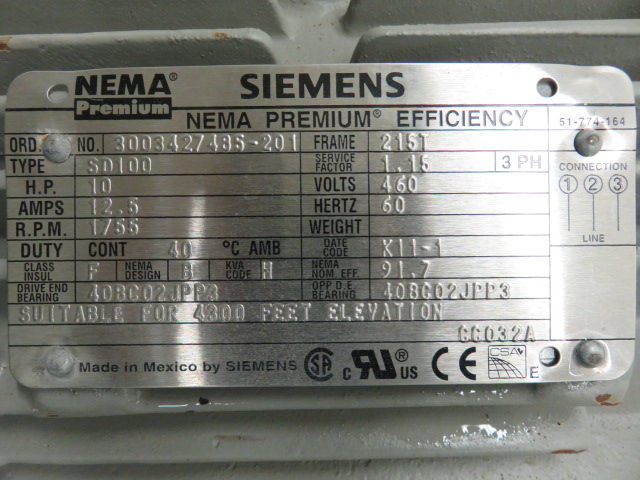 NEMA® SIEMENS
Premium
NEMA PREMIUM® EFFICIENCY 51-774-164
ORD. NO. FRAME 215T
TYPE SD100 SERVICE FACTOR 1.15 3 PH CONNECTION
H.P. 10 VOLTS 460 1 2 3
AMPS 12.5 HERTZ 60
R.P.M. 1755 WEIGHT
LINE
DUTY CONT 40 °C AMB DATE CODE K11-1
CLASS INSUL F NEMA DESIGN B KVA CODE H NEMA NOM. EFF. 91.7
DRIVE END BEARING 40BC02JPP3 OPP D.E. BEARING 40BC02JPP3
SUITABLE FOR 4300 FEET ELEVATION
CC032A
Made in Mexico by SIEMENS SA C UR ® US CE CSA E